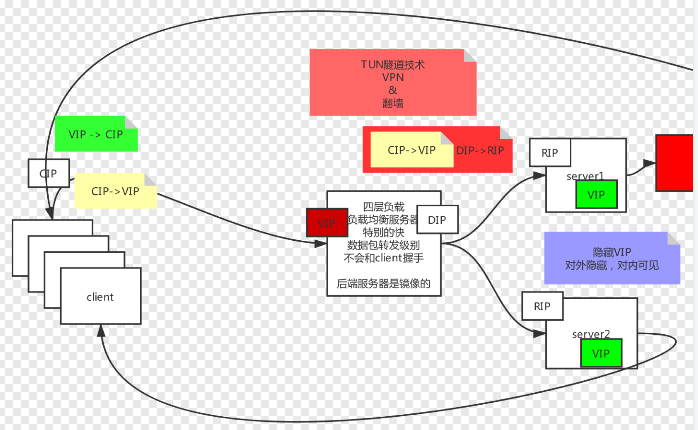 TUN隧道技术
VPN
&
翻墙
VIP -> CIP
CIP->VIP
DIP->RIP
RIP
server1
VIP
CIP
CIP->VIP
四层负载
负载均衡服务器
特别的快
数据包转发级别
不会和client握手
后端服务器是镜像的
VIP
DIP
隐藏VIP
对外隐藏，对内可见
client
RIP
server2
VIP